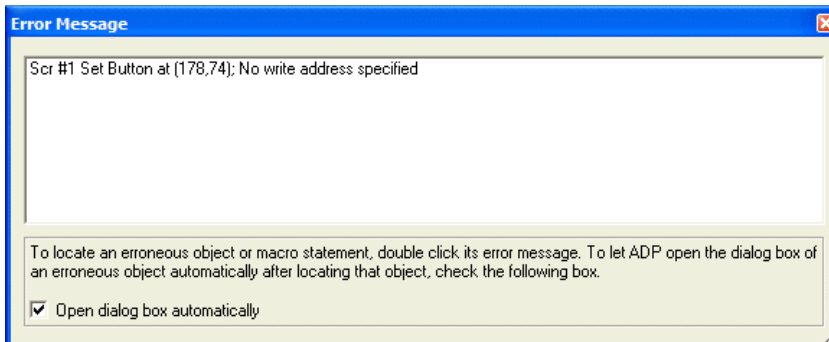 Error Message
Scr #1 Set Button at (178,74); No write address specified
To locate an erroneous object or macro statement, double click its error message. To let ADP open the dialog box of
an erroneous object automatically after locating that object, check the following box.
Open dialog box automatically